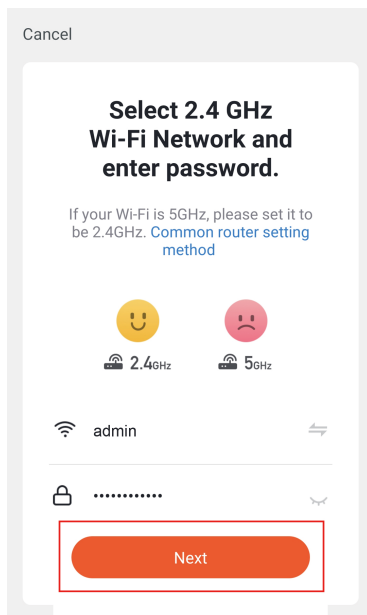 Cancel
Select 2.4 GHz
Wi-Fi Network and
enter password.
If your Wi-Fi is 5GHz, please set it to
be 2.4GHz. Common router setting
method
2.4GHz
5GHz
admin
••••••••••••
Next